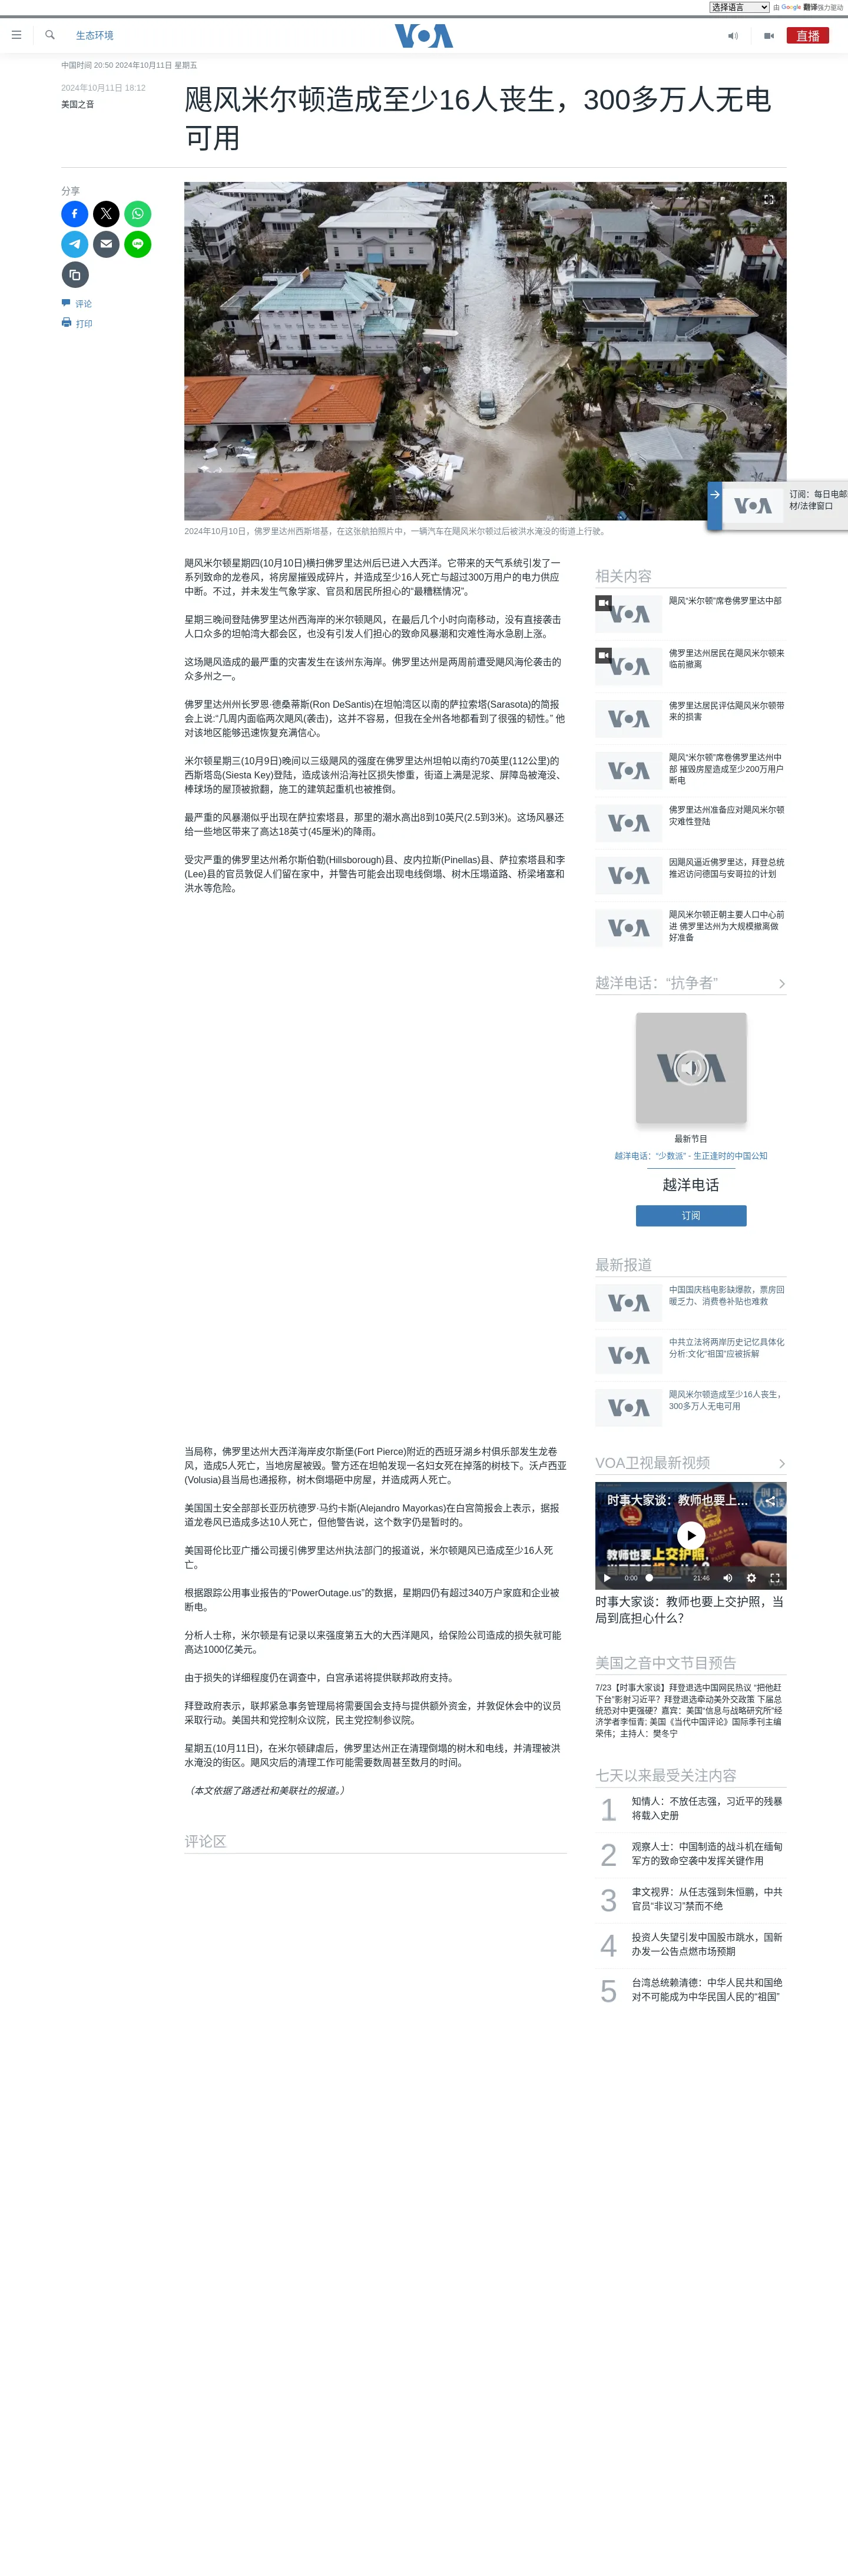 选择语言
由 Google 翻译强力驱动
生态环境
VOA
直播
中国时间 20:50 2024年10月11日 星期五
2024年10月11日 18:12
美国之音
飓风米尔顿造成至少16人丧生，300多万人无电
可用
分享
评论
打印
2024年10月10日，佛罗里达州西斯塔基，在这张航拍照片中，一辆汽车在飓风米尔顿过后被洪水淹没的街道上行驶。
订阅：每日电邮
材/法律窗口
飓风米尔顿星期四(10月10日)横扫佛罗里达州后已进入大西洋。它带来的天气系统引发了一
系列致命的龙卷风，将房屋摧毁成碎片，并造成至少16人死亡与超过300万用户的电力供应
中断。不过，并未发生气象学家、官员和居民所担心的“最糟糕情况”。
星期三晚间登陆佛罗里达州西海岸的米尔顿飓风，在最后几个小时向南移动，没有直接袭击
人口众多的坦帕湾大都会区，也没有引发人们担心的致命风暴潮和灾难性海水急剧上涨。
这场飓风造成的最严重的灾害发生在该州东海岸。佛罗里达州是两周前遭受飓风海伦袭击的
众多州之一。
佛罗里达州州长罗恩·德桑蒂斯(Ron DeSantis)在坦帕湾区以南的萨拉索塔(Sarasota)的简报
会上说:“几周内面临两次飓风(袭击)，这并不容易，但我在全州各地都看到了很强的韧性。” 他
对该地区能够迅速恢复充满信心。
米尔顿星期三(10月9日)晚间以三级飓风的强度在佛罗里达州坦帕以南约70英里(112公里)的
西斯塔岛(Siesta Key)登陆，造成该州沿海社区损失惨重，街道上满是泥浆、屏障岛被淹没、
棒球场的屋顶被掀翻，施工的建筑起重机也被推倒。
最严重的风暴潮似乎出现在萨拉索塔县，那里的潮水高出8到10英尺(2.5到3米)。这场风暴还
给一些地区带来了高达18英寸(45厘米)的降雨。
受灾严重的佛罗里达州希尔斯伯勒(Hillsborough)县、皮内拉斯(Pinellas)县、萨拉索塔县和李
(Lee)县的官员敦促人们留在家中，并警告可能会出现电线倒塌、树木压塌道路、桥梁堵塞和
洪水等危险。
当局称，佛罗里达州大西洋海岸皮尔斯堡(Fort Pierce)附近的西班牙湖乡村俱乐部发生龙卷
风，造成5人死亡，当地房屋被毁。警方还在坦帕发现一名妇女死在掉落的树枝下。沃卢西亚
(Volusia)县当局也通报称，树木倒塌砸中房屋，并造成两人死亡。
美国国土安全部部长亚历杭德罗·马约卡斯(Alejandro Mayorkas)在白宫简报会上表示，据报
道龙卷风已造成多达10人死亡，但他警告说，这个数字仍是暂时的。
美国哥伦比亚广播公司援引佛罗里达州执法部门的报道说，米尔顿飓风已造成至少16人死
亡。
根据跟踪公用事业报告的“PowerOutage.us”的数据，星期四仍有超过340万户家庭和企业被
断电。
分析人士称，米尔顿是有记录以来强度第五大的大西洋飓风，给保险公司造成的损失就可能
高达1000亿美元。
由于损失的详细程度仍在调查中，白宫承诺将提供联邦政府支持。
拜登政府表示，联邦紧急事务管理局将需要国会支持与提供额外资金，并敦促休会中的议员
采取行动。美国共和党控制众议院，民主党控制参议院。
星期五(10月11日)，在米尔顿肆虐后，佛罗里达州正在清理倒塌的树木和电线，并清理被洪
水淹没的街区。飓风灾后的清理工作可能需要数周甚至数月的时间。
（本文依据了路透社和美联社的报道。）
评论区
相关内容
VOA
飓风“米尔顿”席卷佛罗里达中部
VOA
佛罗里达州居民在飓风米尔顿来
临前撤离
VOA
佛罗里达居民评估飓风米尔顿带
来的损害
VOA
飓风“米尔顿”席卷佛罗里达州中
部 摧毁房屋造成至少200万用户
断电
VOA
佛罗里达州准备应对飓风米尔顿
灾难性登陆
VOA
因飓风逼近佛罗里达，拜登总统
推迟访问德国与安哥拉的计划
VOA
飓风米尔顿正朝主要人口中心前
进 佛罗里达州为大规模撤离做
好准备
越洋电话：“抗争者”
VOA
最新节目
越洋电话：“少数派” - 生正逢时的中国公知
越洋电话
订阅
最新报道
VOA
中国国庆档电影缺爆款，票房回
暖乏力、消费卷补贴也难救
VOA
中共立法将两岸历史记忆具体化
分析:文化“祖国”应被拆解
VOA
飓风米尔顿造成至少16人丧生，
300多万人无电可用
VOA卫视最新视频
时事大家谈：教师也要上…
教师也要上交护照，
0:00
21:46
时事大家谈：教师也要上交护照，当
局到底担心什么？
美国之音中文节目预告
7/23【时事大家谈】拜登退选中国网民热议 “把他赶
下台”影射习近平？拜登退选牵动美外交政策 下届总
统恐对中更强硬？嘉宾：美国“信息与战略研究所”经
济学者李恒青; 美国《当代中国评论》国际季刊主编
荣伟；主持人：樊冬宁
七天以来最受关注内容
1
知情人：不放任志强，习近平的残暴
将载入史册
2
观察人士：中国制造的战斗机在缅甸
军方的致命空袭中发挥关键作用
3
聿文视界：从任志强到朱恒鹏，中共
官员“非议习”禁而不绝
4
投资人失望引发中国股市跳水，国新
办发一公告点燃市场预期
5
台湾总统赖清德：中华人民共和国绝
对不可能成为中华民国人民的“祖国”